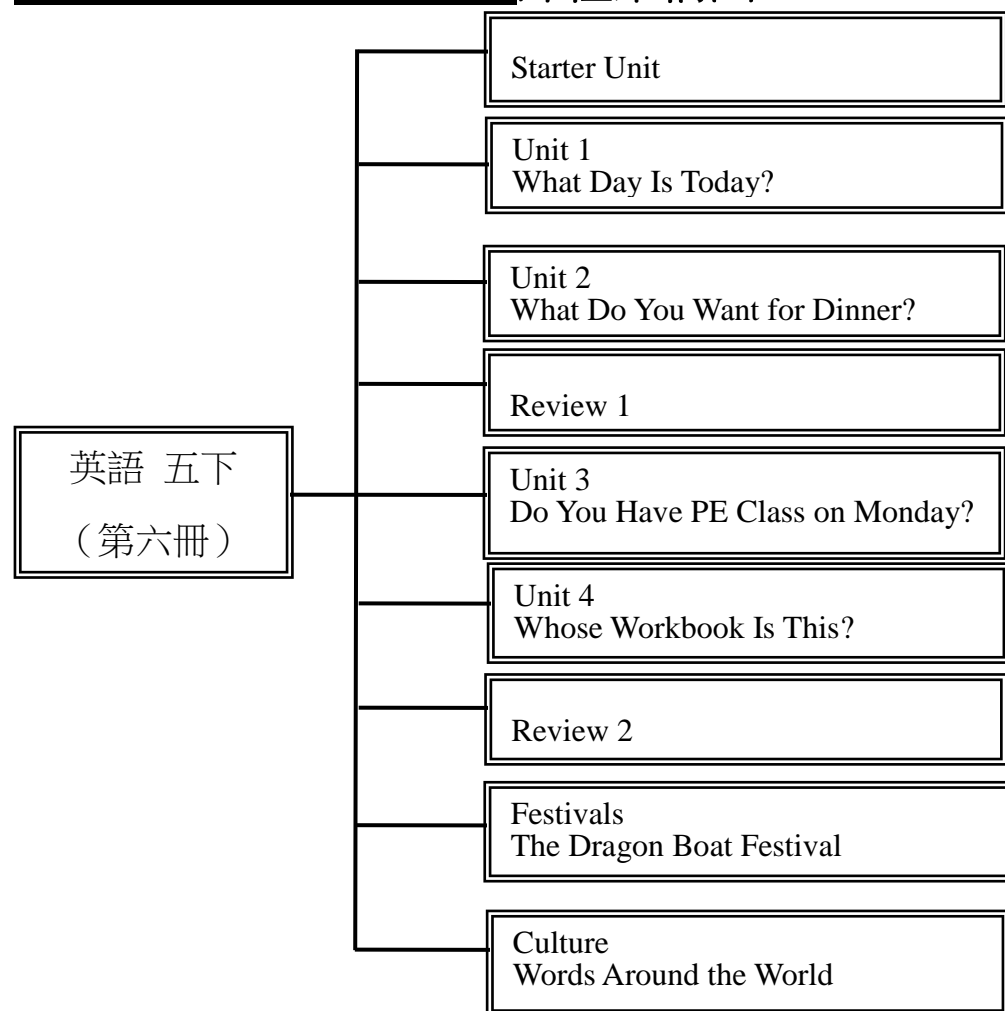 Starter Unit
Unit 1
What Day Is Today?
Unit 2
What Do You Want for Dinner?
Review 1
英語 五下
（第六冊）
Unit 3
Do You Have PE Class on Monday?
Unit 4
Whose Workbook Is This?
Review 2
Festivals
The Dragon Boat Festival
Culture
Words Around the World